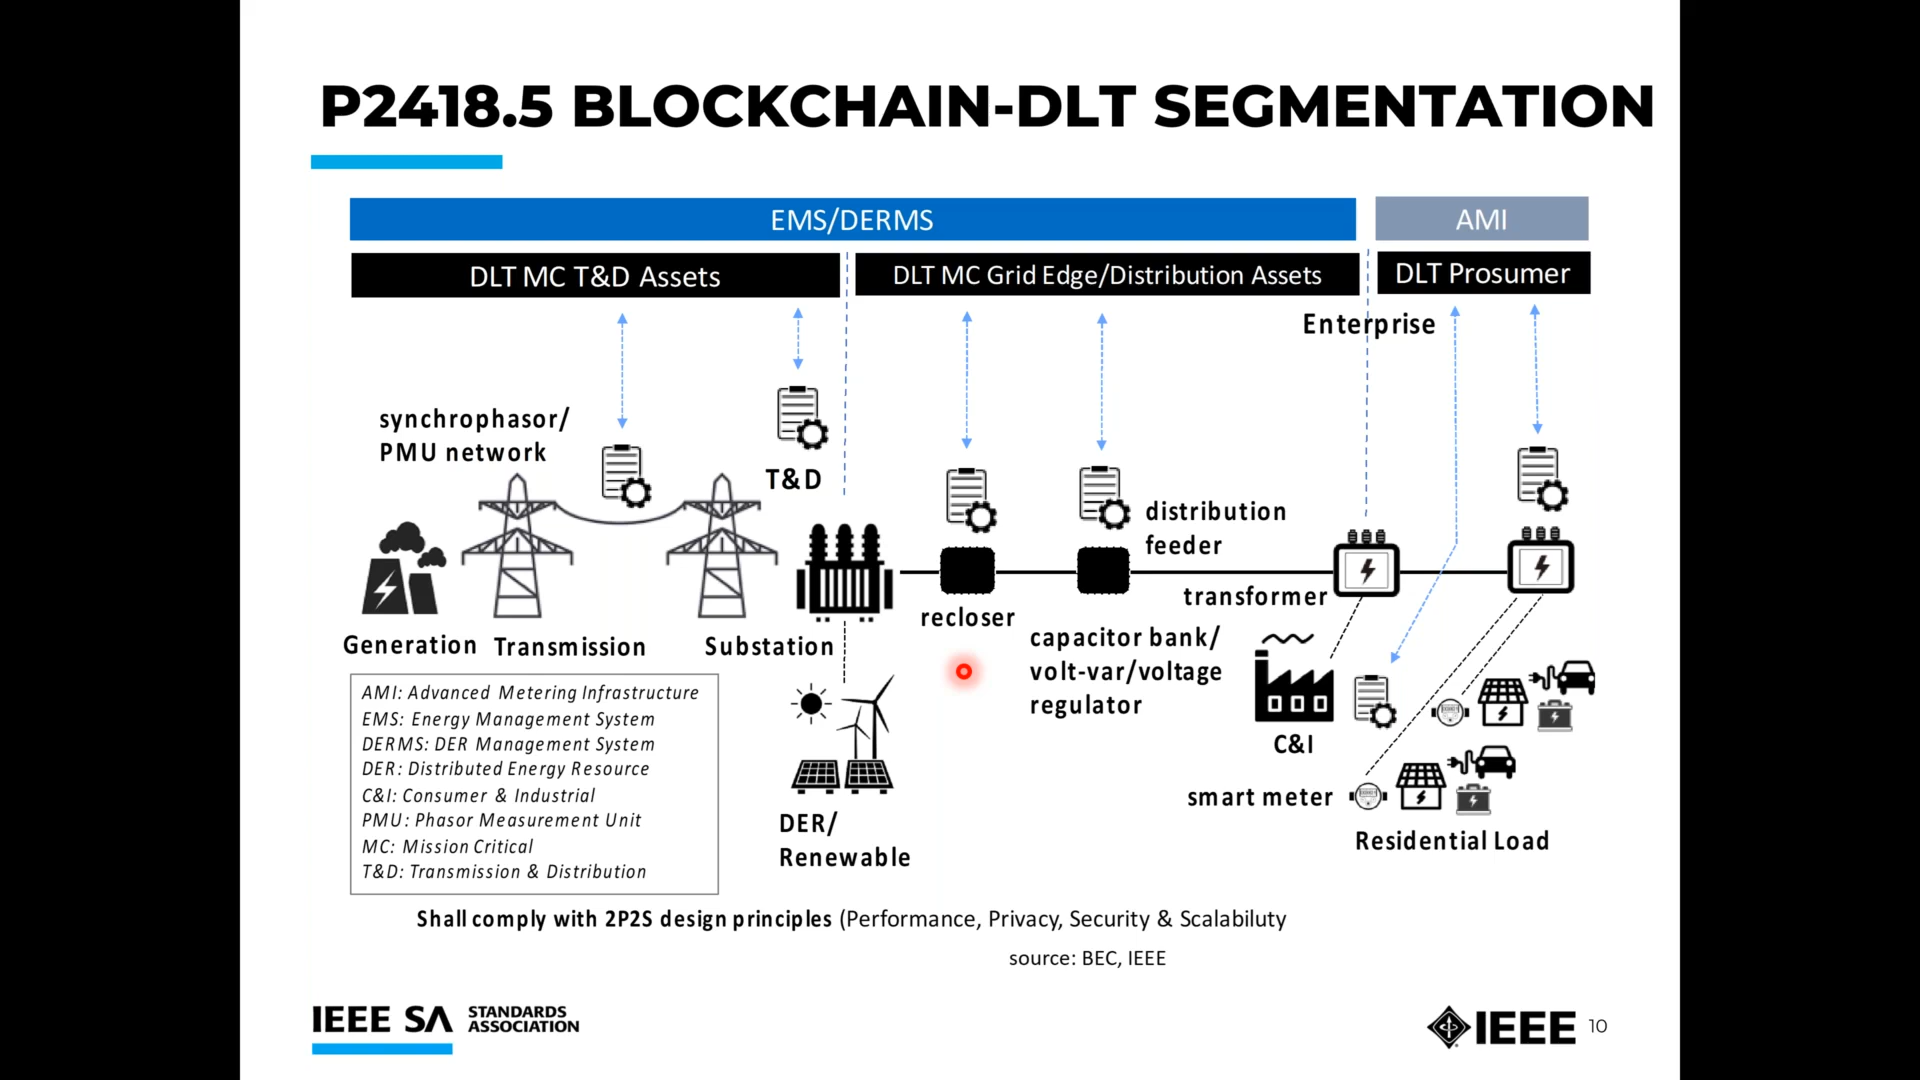 P2418.5 BLOCKCHAIN-DLT SEGMENTATION
EMS/DERMS
AMI
DLT MC T&D Assets
DLT MC Grid Edge/Distribution Assets
DLT Prosumer
Enterprise
synchrophasor/
PMU network
T&D
distribution
feeder
transformer
recloser
capacitor bank/
volt-var/voltage
regulator
Generation
Transmission
Substation
C&I
smart meter
Residential Load
DER/
Renewable
AMI: Advanced Metering Infrastructure
EMS: Energy Management System
DERMS: DER Management System
DER: Distributed Energy Resource
C&I: Consumer & Industrial
PMU: Phasor Measurement Unit
MC: Mission Critical
T&D: Transmission & Distribution
Shall comply with 2P2S design principles (Performance, Privacy, Security & Scalabiluty
source: BEC, IEEE
IEEE SA STANDARDS
ASSOCIATION
IEEE
10